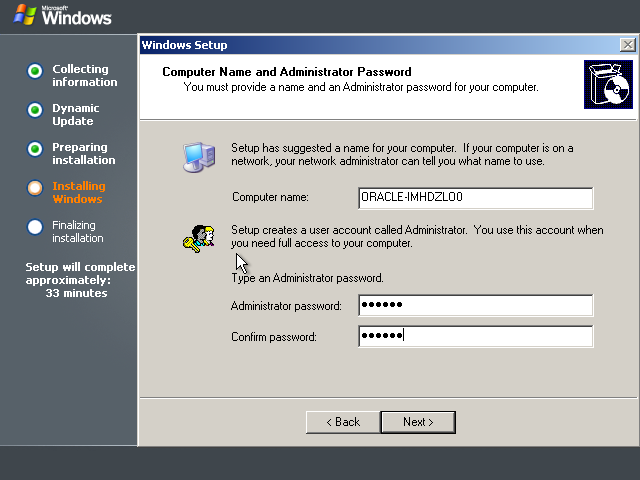 Microsoft
Windows
Collecting
information
Dynamic
Update
Preparing
installation
Installing
Windows
Finalizing
installation
Setup will complete
approximately:
33 minutes
Windows Setup
Computer Name and Administrator Password
You must provide a name and an Administrator password for your computer.
Setup has suggested a name for your computer. If your computer is on a
network, your network administrator can tell you what name to use.
Computer name:
ORACLE-IMHDZLO0
Setup creates a user account called Administrator. You use this account when
you need full access to your computer.
Type an Administrator password.
Administrator password:
●●●●●●
Confirm password:
●●●●●●
< Back
Next >